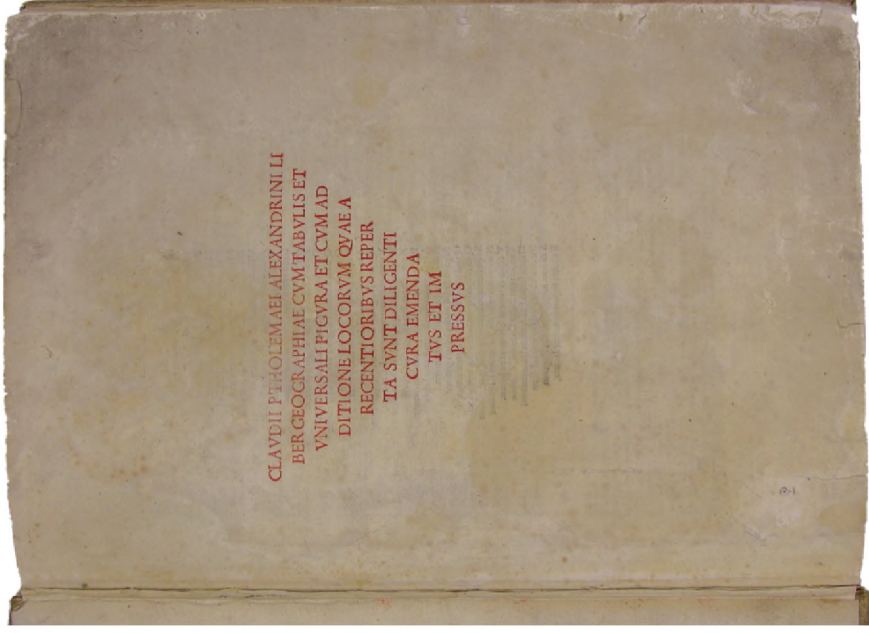 CLAVDII PTHOLEMAEI ALEXANDRINI LI
BER GEOGRAPHIAE CVM TABVLIS ET
VNIVERSALI FIGVRA ET CVM AD
DITIONE LOCORVM QVAE A
RECENTIORIBVS REPER
TA SVNT DILIGENTI
CVRA EMENDA
TVS ET IM
PRESSVS